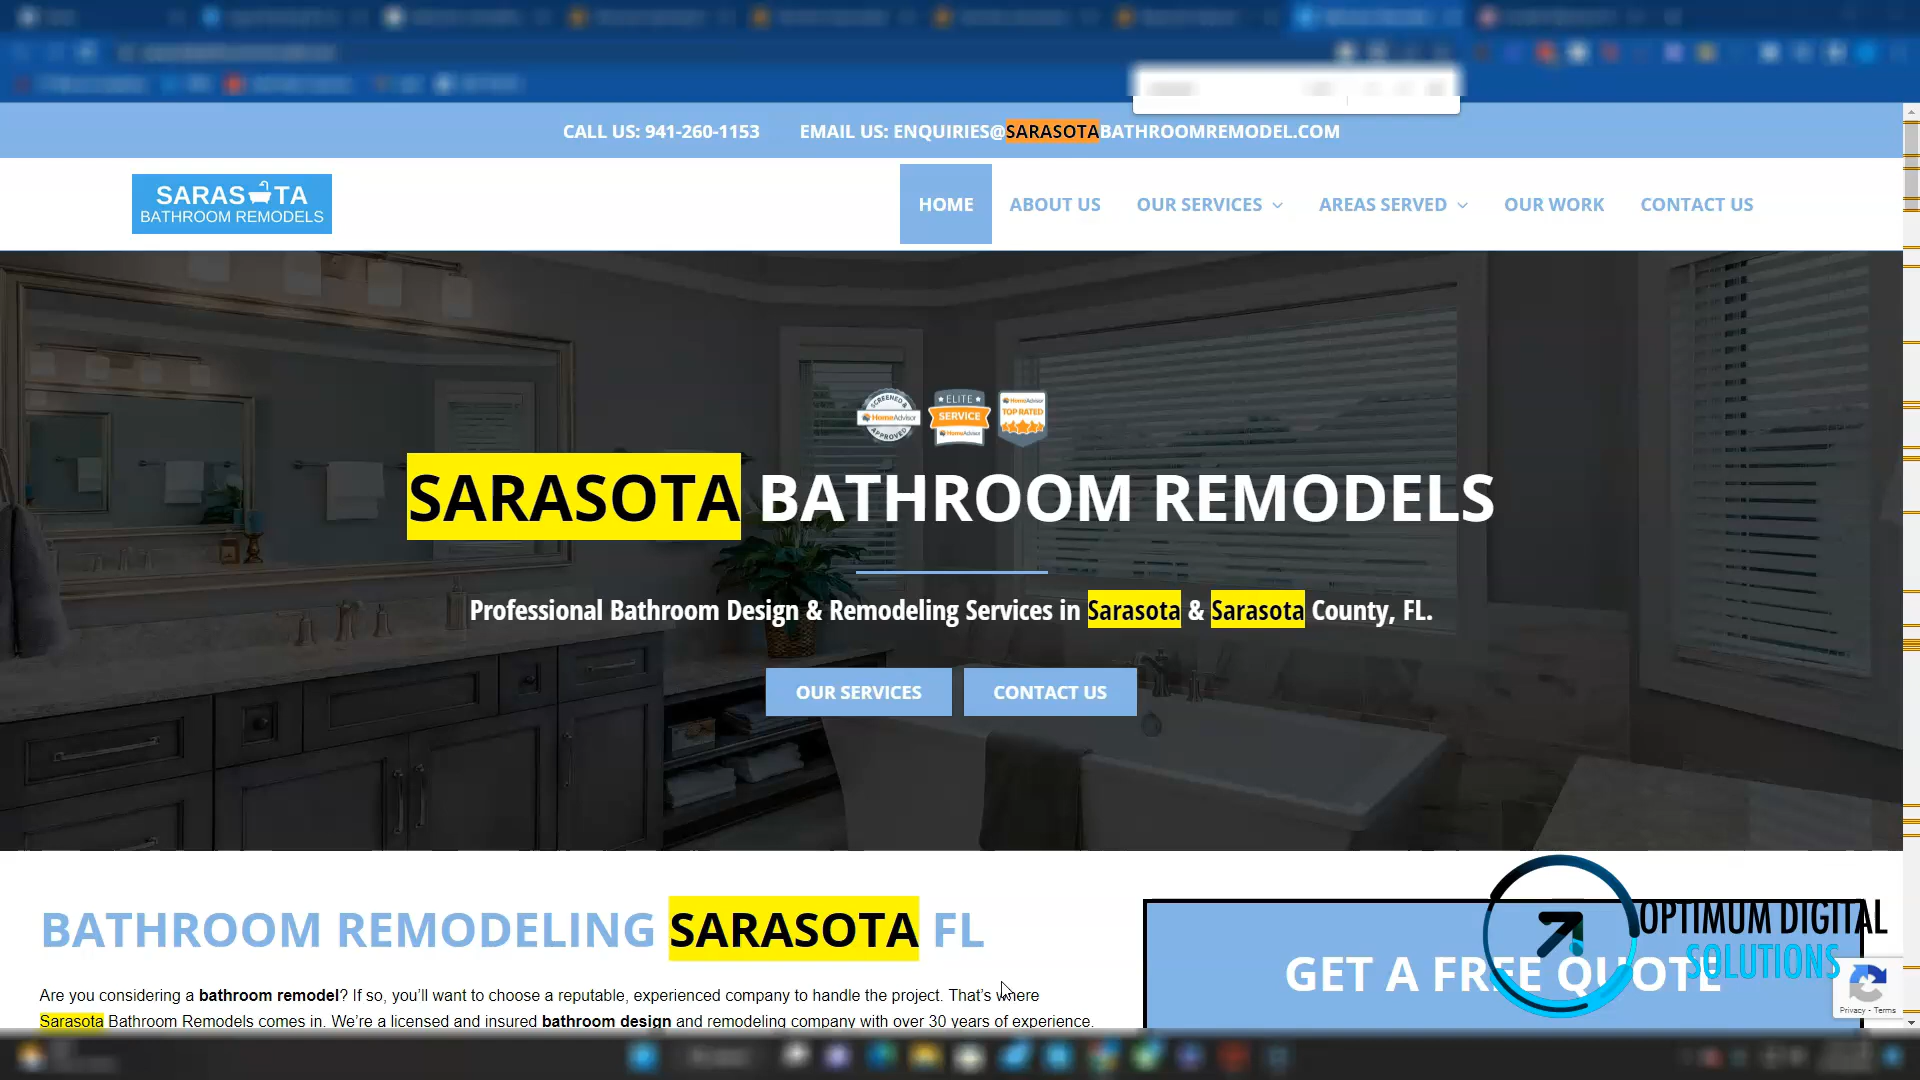 CALL US: 941-260-1153 EMAIL US: ENQUIRIES@SARASOTABATHROOMREMODEL.COM
SARASOTA
BATHROOM REMODELS
HOME ABOUT US OUR SERVICES AREAS SERVED OUR WORK CONTACT US
SCREENED & HomeAdvisor APPROVED
ELITE SERVICE HomeAdvisor
HomeAdvisor TOP RATED
SARASOTA BATHROOM REMODELS
Professional Bathroom Design & Remodeling Services in Sarasota & Sarasota County, FL.
OUR SERVICES CONTACT US
BATHROOM REMODELING SARASOTA FL
Are you considering a bathroom remodel? If so, you’ll want to choose a reputable, experienced company to handle the project. That’s where
Sarasota Bathroom Remodels comes in. We’re a licensed and insured bathroom design and remodeling company with over 30 years of experience.
GET A FREE QUOTE
OPTIMUM DIGITAL
SOLUTIONS
Privacy - Terms